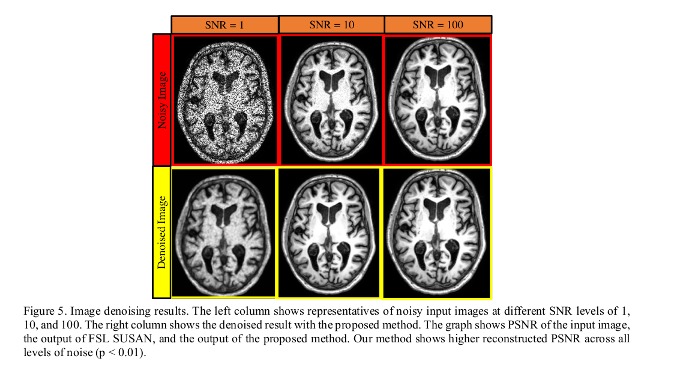 SNR = 1 SNR = 10 SNR = 100
Noisy Image
Denoised Image
Figure 5. Image denoising results. The left column shows representatives of noisy input images at different SNR levels of 1,
10, and 100. The right column shows the denoised result with the proposed method. The graph shows PSNR of the input image,
the output of FSL SUSAN, and the output of the proposed method. Our method shows higher reconstructed PSNR across all
levels of noise (p < 0.01).